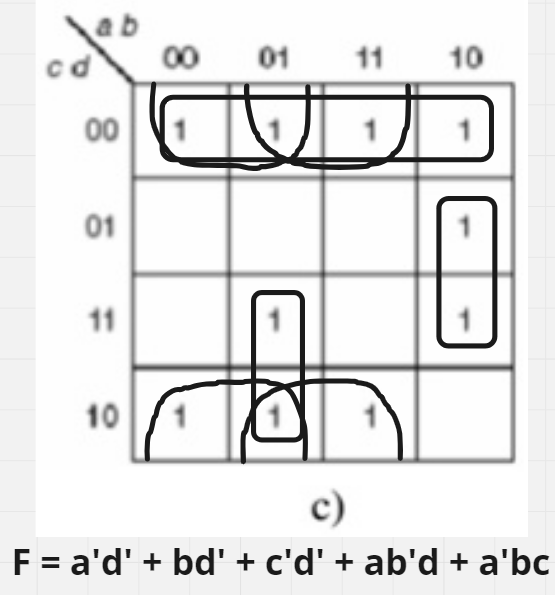 a b
c d
00 01 11 10
00 1 1 1 1
01 1
11 1 1
10 1 1 1
c)
F = a'd' + bd' + c'd' + ab'd + a'bc